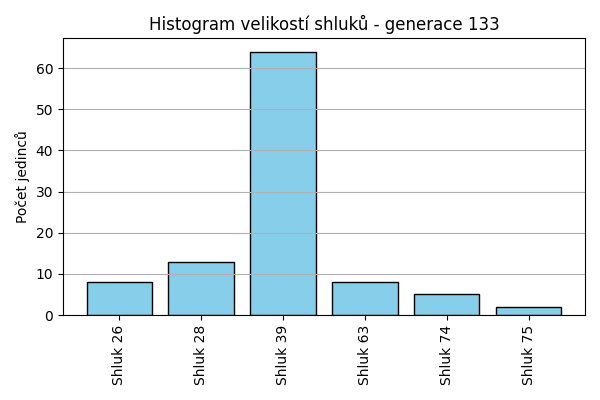 Histogram velikostí shluků - generace 133
Počet jedinců
60
50
40
30
20
10
0
Shluk 26
Shluk 28
Shluk 39
Shluk 63
Shluk 74
Shluk 75